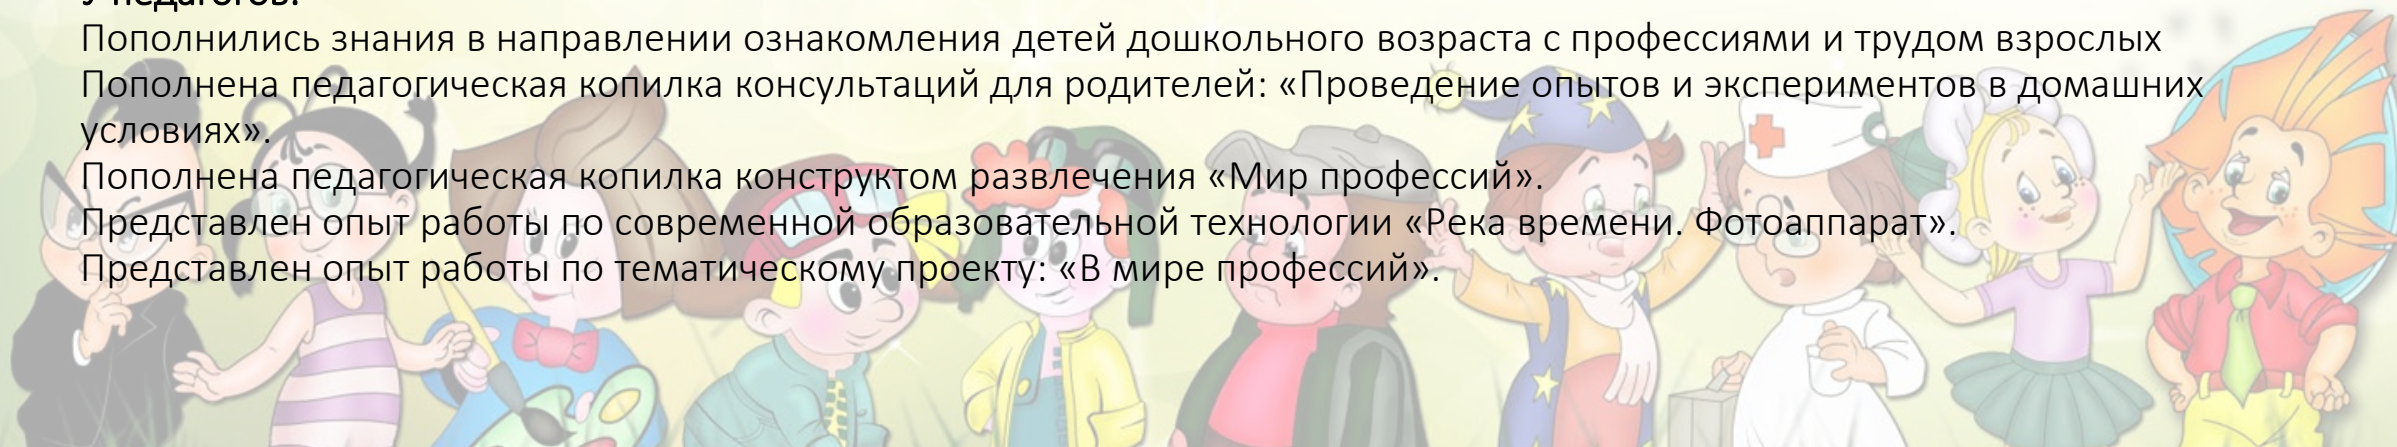 У педагогов:
Пополнились знания в направлении ознакомления детей дошкольного возраста с профессиями и трудом взрослых
Пополнена педагогическая копилка консультаций для родителей: «Проведение опытов и экспериментов в домашних
условиях».
Пополнена педагогическая копилка конструктом развлечения «Мир профессий».
Представлен опыт работы по современной образовательной технологии «Река времени. Фотоаппарат».
Представлен опыт работы по тематическому проекту: «В мире профессий».